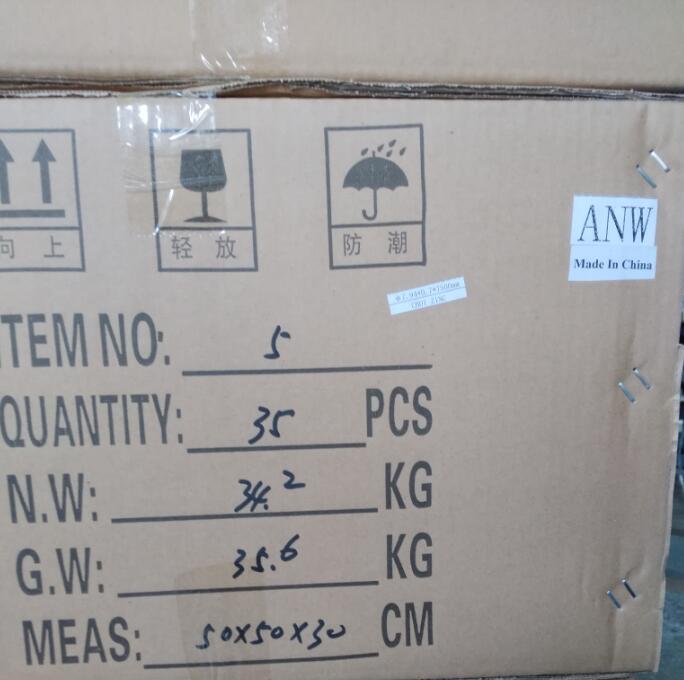 向上
轻放
防潮
ANW
Made In China
ITEM NO: 5
QUANTITY: 35 PCS
N.W: 34.2 KG
G.W: 35.6 KG
MEAS: 50X50X30 CM